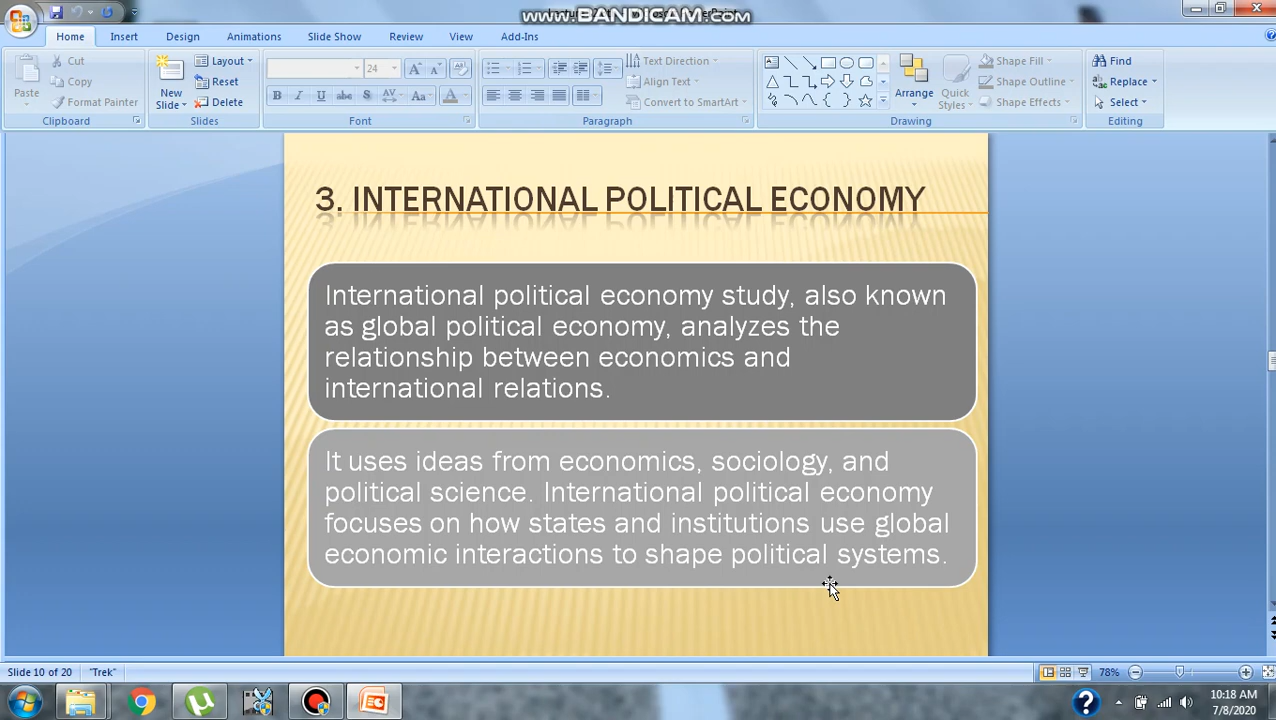 www.BANDICAM.com
Home Insert Design Animations Slide Show Review View Add-Ins
Paste
Cut
Copy
Format Painter
Clipboard
New
Slide
Layout
Reset
Delete
Slides
24
B I U abc S AV Aa A
Font
Text Direction
Align Text
Convert to SmartArt
Paragraph
Arrange
Quick
Styles
Shape Fill
Shape Outline
Shape Effects
Drawing
Find
Replace
Select
Editing
3. INTERNATIONAL POLITICAL ECONOMY
International political economy study, also known
as global political economy, analyzes the
relationship between economics and
international relations.
It uses ideas from economics, sociology, and
political science. International political economy
focuses on how states and institutions use global
economic interactions to shape political systems.
Slide 10 of 20 "Trek" 78%
10:18 AM
7/8/2020